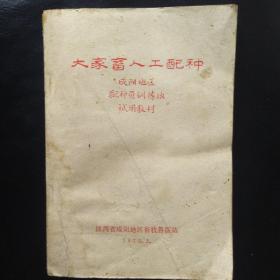 大家畜人工配种
咸阳地区
配种员训练班
试用教材
陕西省咸阳地区畜牧兽医站